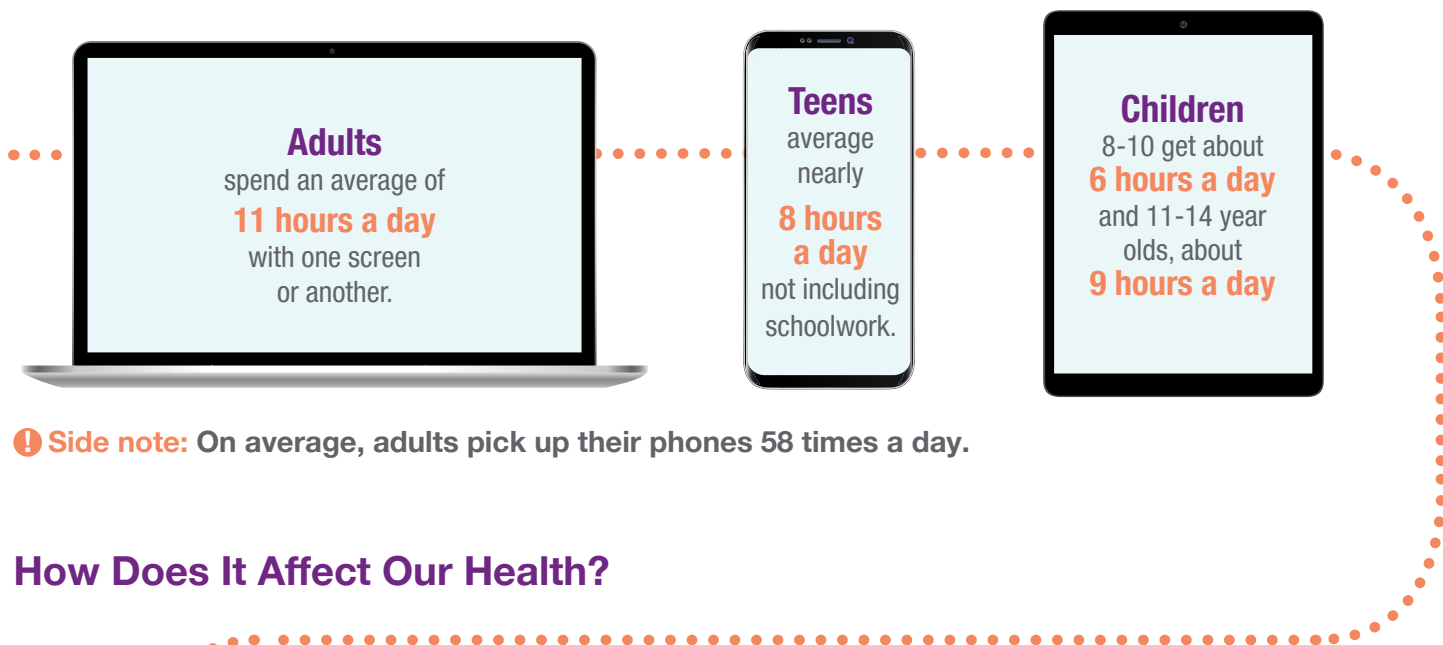 Adults
spend an average of
11 hours a day
with one screen
or another.
Teens
average
nearly
8 hours
a day
not including
schoolwork.
Children
8-10 get about
6 hours a day
and 11-14 year
olds, about
9 hours a day
! Side note: On average, adults pick up their phones 58 times a day.
How Does It Affect Our Health?